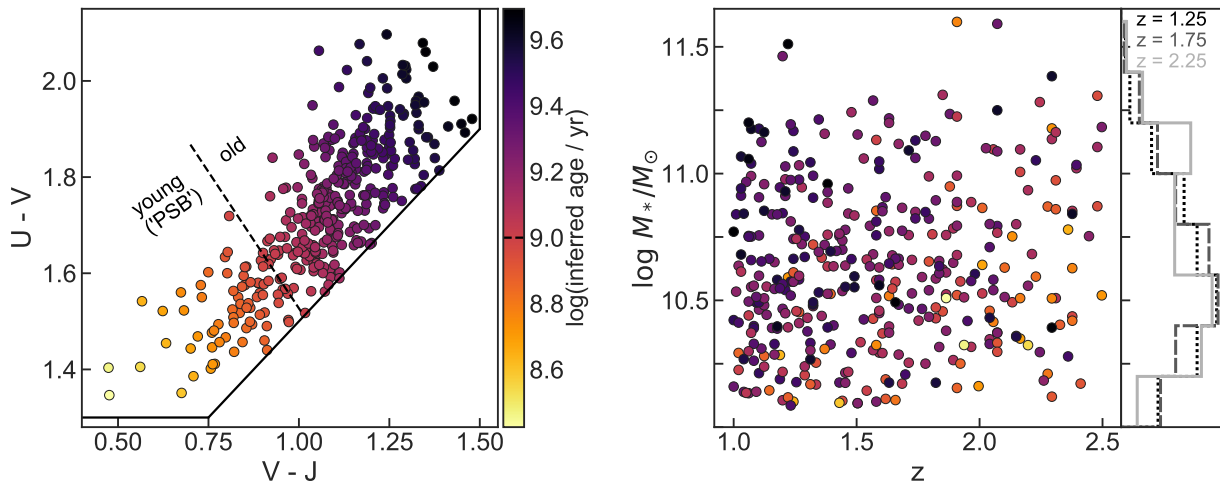 2.0
1.8
1.6
1.4
U - V
0.50
0.75
1.00
1.25
1.50
V - J
old
young
('PSB')
9.6
9.4
9.2
9.0
8.8
8.6
log(inferred age / yr)
11.5
11.0
10.5
log M*/M⊙
1.0
1.5
2.0
2.5
z
z = 1.25
z = 1.75
z = 2.25